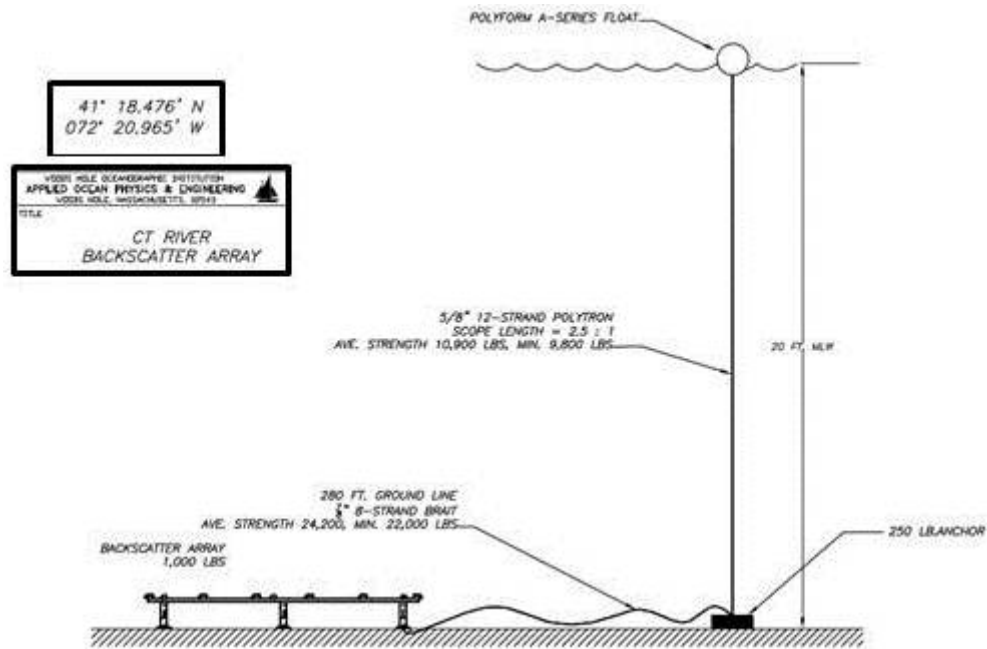 POLYFORM A-SERIES FLOAT
41° 18.476' N
072° 20.965' W
WOODS HOLE OCEANOGRAPHIC INSTITUTION
APPLIED OCEAN PHYSICS & ENGINEERING
WOODS HOLE, MASSACHUSETTS, 02543
TITLE
CT RIVER
BACKSCATTER ARRAY
5/8" 12-STRAND POLYTRON
SCOPE LENGTH = 2.5 : 1
AVE. STRENGTH 10,900 LBS, MIN. 9,800 LBS
20 FT. MLW
280 FT. GROUND LINE
8-STRAND BRAIT
AVE. STRENGTH 24,200, MIN. 22,000 LBS
250 LB.ANCHOR
BACKSCATTER ARRAY
1,000 LBS